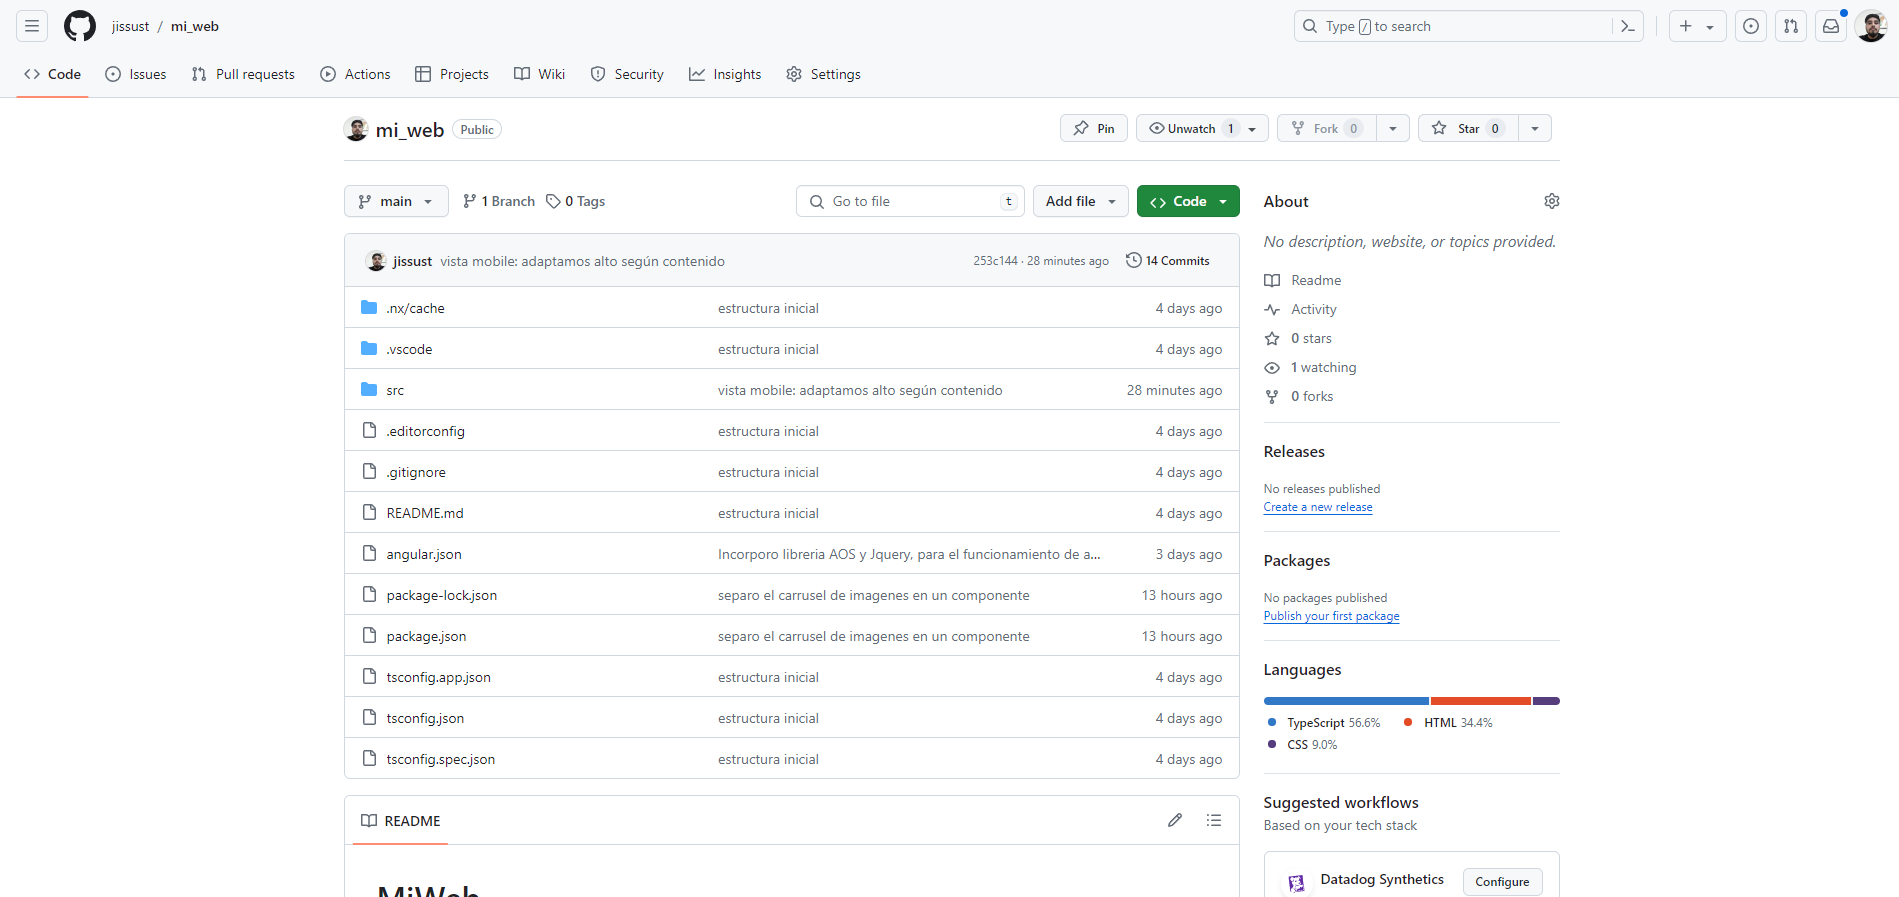 jissust / mi_web
Type / to search
Code Issues Pull requests Actions Projects Wiki Security Insights Settings
mi_web Public
Pin Unwatch 1 Fork 0 Star 0
main 1 Branch 0 Tags Go to file t Add file Code
jissust vista mobile: adaptamos alto según contenido 253c144 · 28 minutes ago 14 Commits
.nx/cache estructura inicial 4 days ago
.vscode estructura inicial 4 days ago
src vista mobile: adaptamos alto según contenido 28 minutes ago
.editorconfig estructura inicial 4 days ago
.gitignore estructura inicial 4 days ago
README.md estructura inicial 4 days ago
angular.json Incorporo libreria AOS y Jquery, para el funcionamiento de a... 3 days ago
package-lock.json separo el carrusel de imagenes en un componente 13 hours ago
package.json separo el carrusel de imagenes en un componente 13 hours ago
tsconfig.app.json estructura inicial 4 days ago
tsconfig.json estructura inicial 4 days ago
tsconfig.spec.json estructura inicial 4 days ago
README
MiWeb
About
No description, website, or topics provided.
Readme
Activity
0 stars
1 watching
0 forks
Releases
No releases published
Create a new release
Packages
No packages published
Publish your first package
Languages
TypeScript 56.6% HTML 34.4%
CSS 9.0%
Suggested workflows
Based on your tech stack
Datadog Synthetics Configure